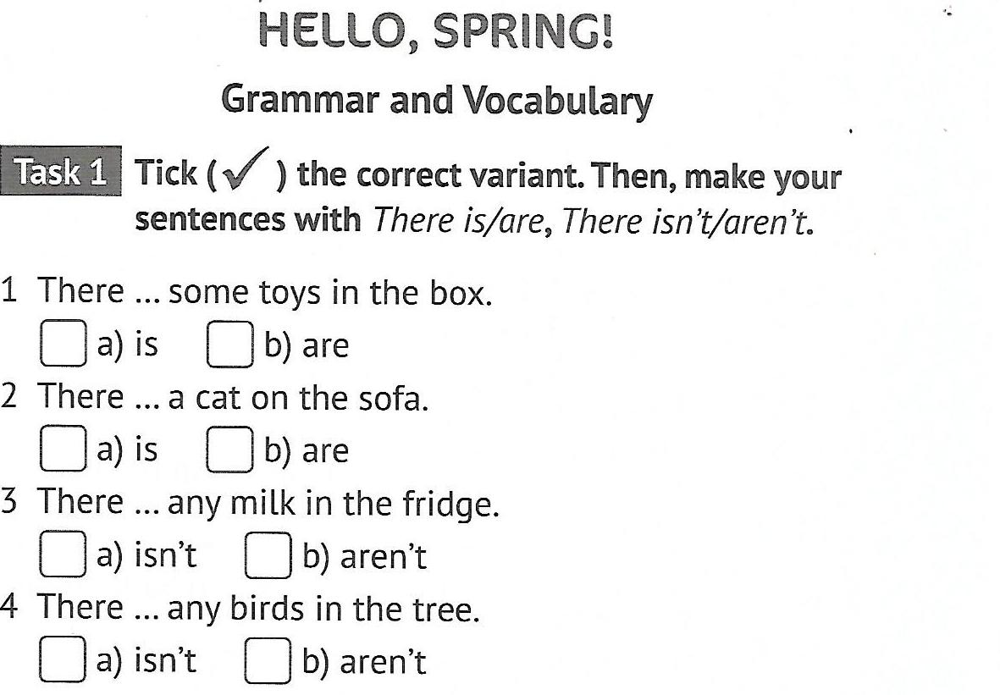 HELLO, SPRING!
Grammar and Vocabulary
Task 1 Tick (✓) the correct variant. Then, make your
sentences with There is/are, There isn't/aren't.
1 There ... some toys in the box.
a) is b) are
2 There ... a cat on the sofa.
a) is b) are
3 There ... any milk in the fridge.
a) isn't b) aren't
4 There ... any birds in the tree.
a) isn't b) aren't